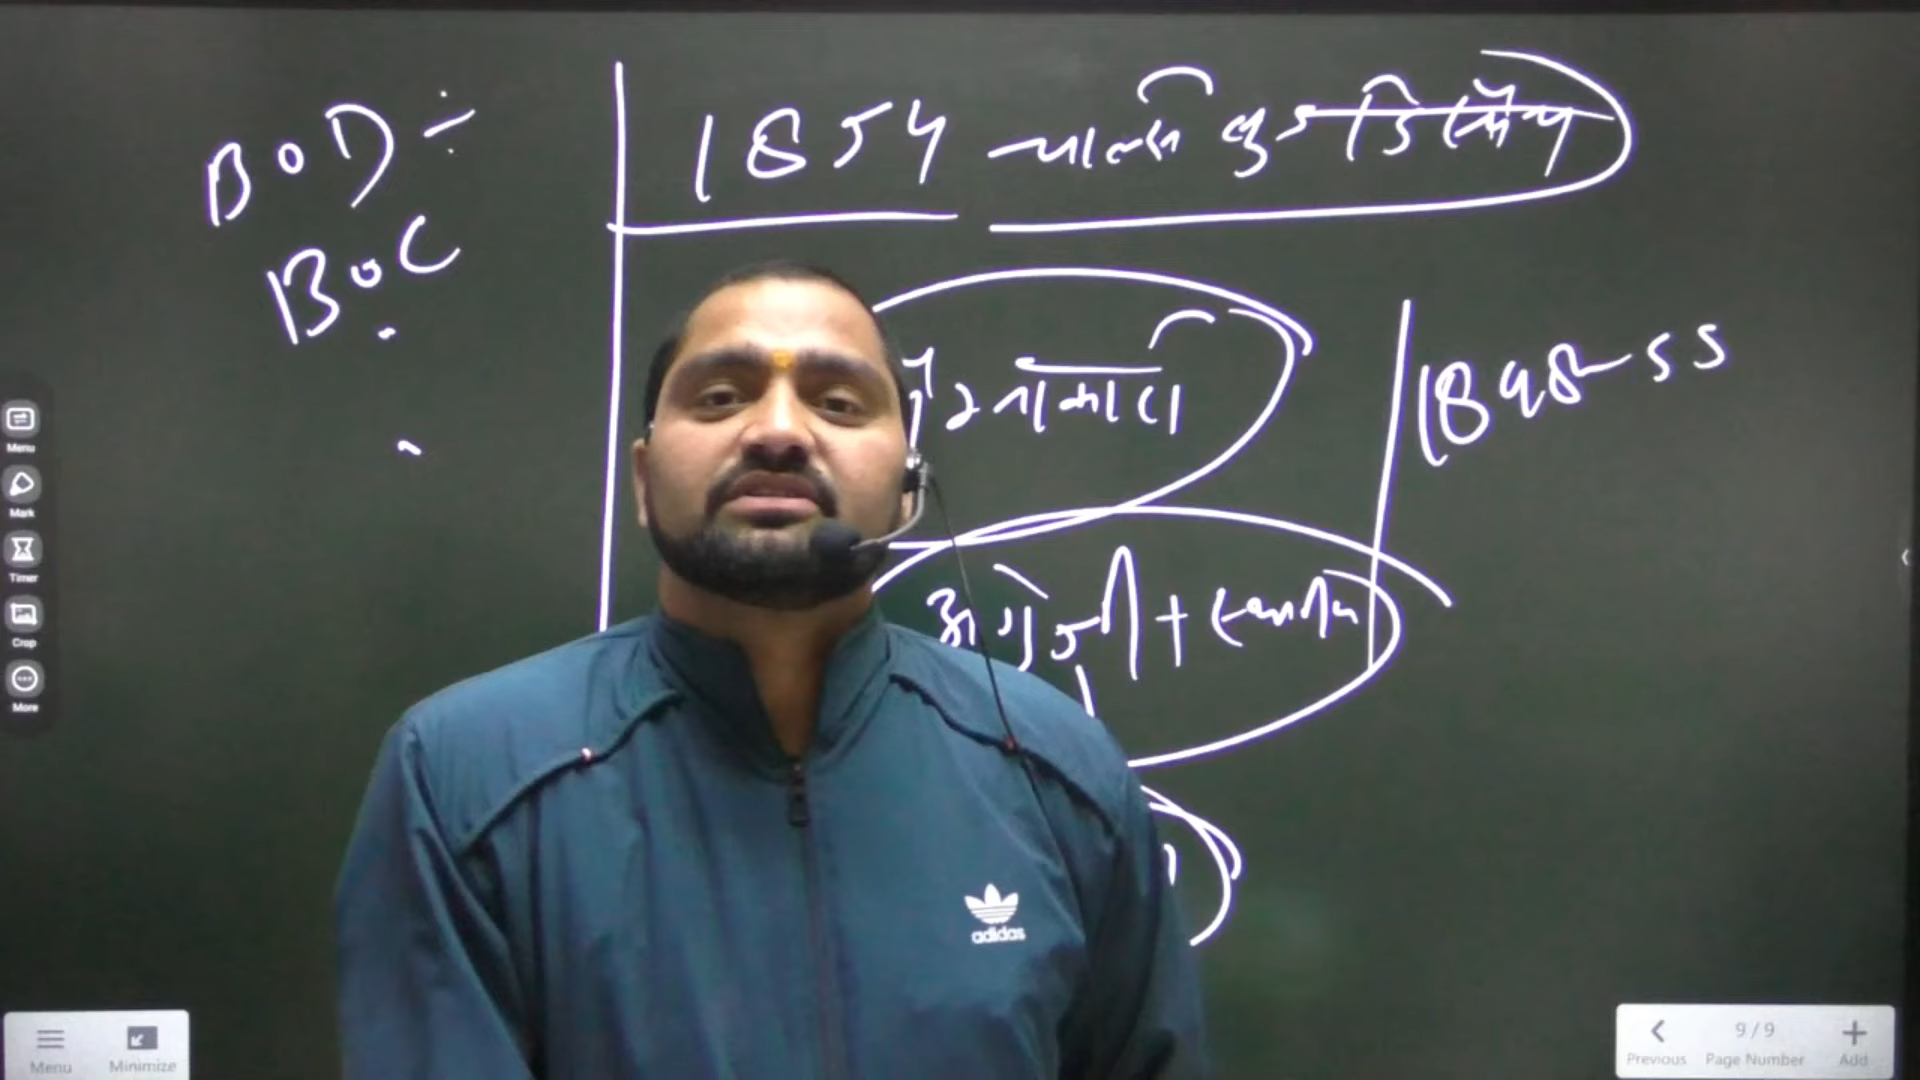 BOD :-
BOC
1854 चार्ल्स वुड डिस्पैच
1848-55
अंग्रेजी + स्थानीय
adidas
Menu
Mark
Timer
Crop
More
Menu
Minimize
Previous
9/9
Page Number
Add